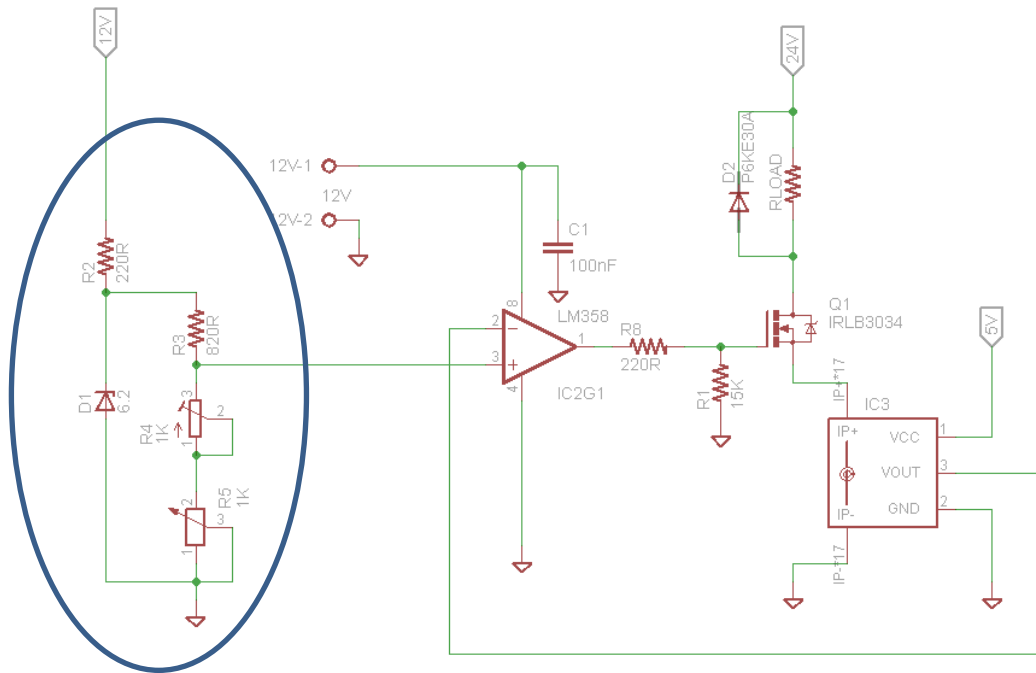 12V
24V
12V-1
12V
12V-2
D2
P6KE30A
RLOAD
C1
100nF
R2
220R
R3
820R
8
LM358
2
1
3
4
IC2G1
R8
220R
R1
15K
Q1
IRLB3034
5V
D1
6.2
3
2
R4
1K
1
R5
1K
2
3
1
IP+*17
IC3
IP+
VCC
1
VOUT
3
GND
2
IP-
IP-*17